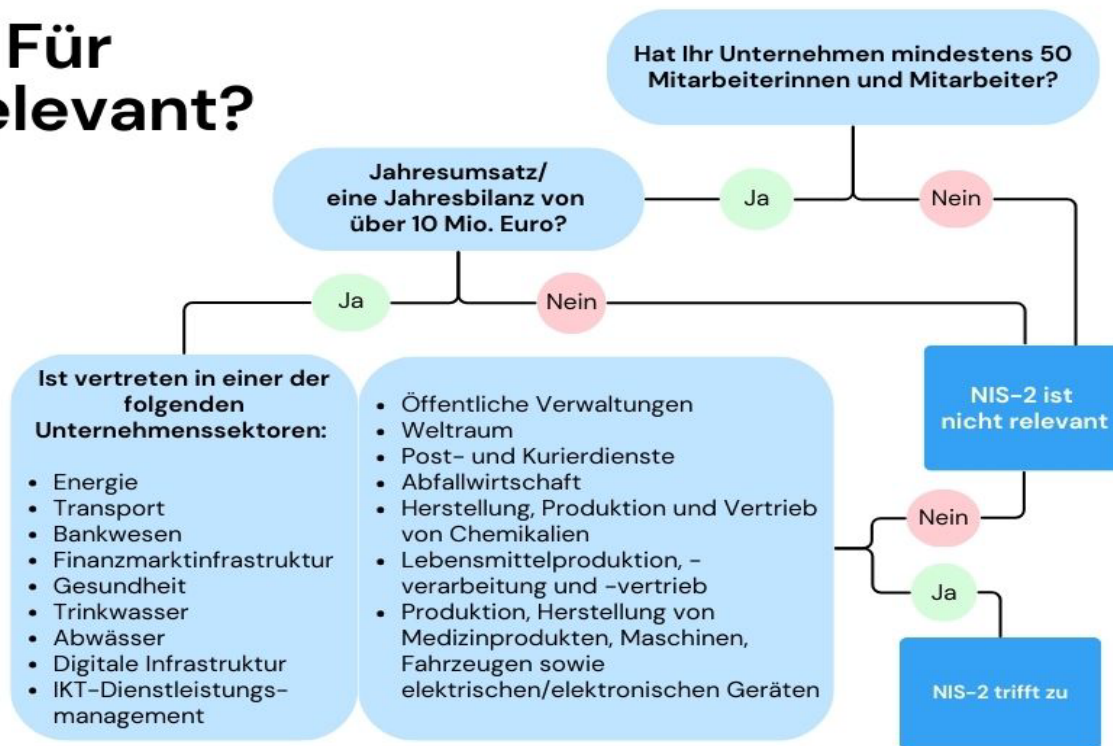 Für
elevant?
Hat Ihr Unternehmen mindestens 50
Mitarbeiterinnen und Mitarbeiter?
Jahresumsatz/
eine Jahresbilanz von
über 10 Mio. Euro?
Ja
Nein
Ja
Nein
Ist vertreten in einer der
folgenden
Unternehmenssektoren:
• Energie
• Transport
• Bankwesen
• Finanzmarktinfrastruktur
• Gesundheit
• Trinkwasser
• Abwässer
• Digitale Infrastruktur
• IKT-Dienstleistungs-
management
• Öffentliche Verwaltungen
• Weltraum
• Post- und Kurierdienste
• Abfallwirtschaft
• Herstellung, Produktion und Vertrieb
von Chemikalien
• Lebensmittelproduktion, -
verarbeitung und -vertrieb
• Produktion, Herstellung von
Medizinprodukten, Maschinen,
Fahrzeugen sowie
elektrischen/elektronischen Geräten
NIS-2 ist
nicht relevant
Nein
Ja
NIS-2 trifft zu